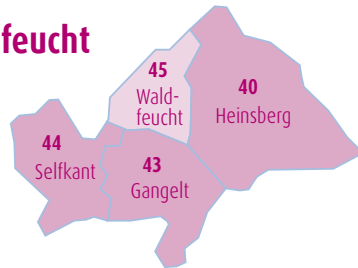 feucht
45
Wald-
feucht
40
Heinsberg
44
Selfkant
43
Gangelt